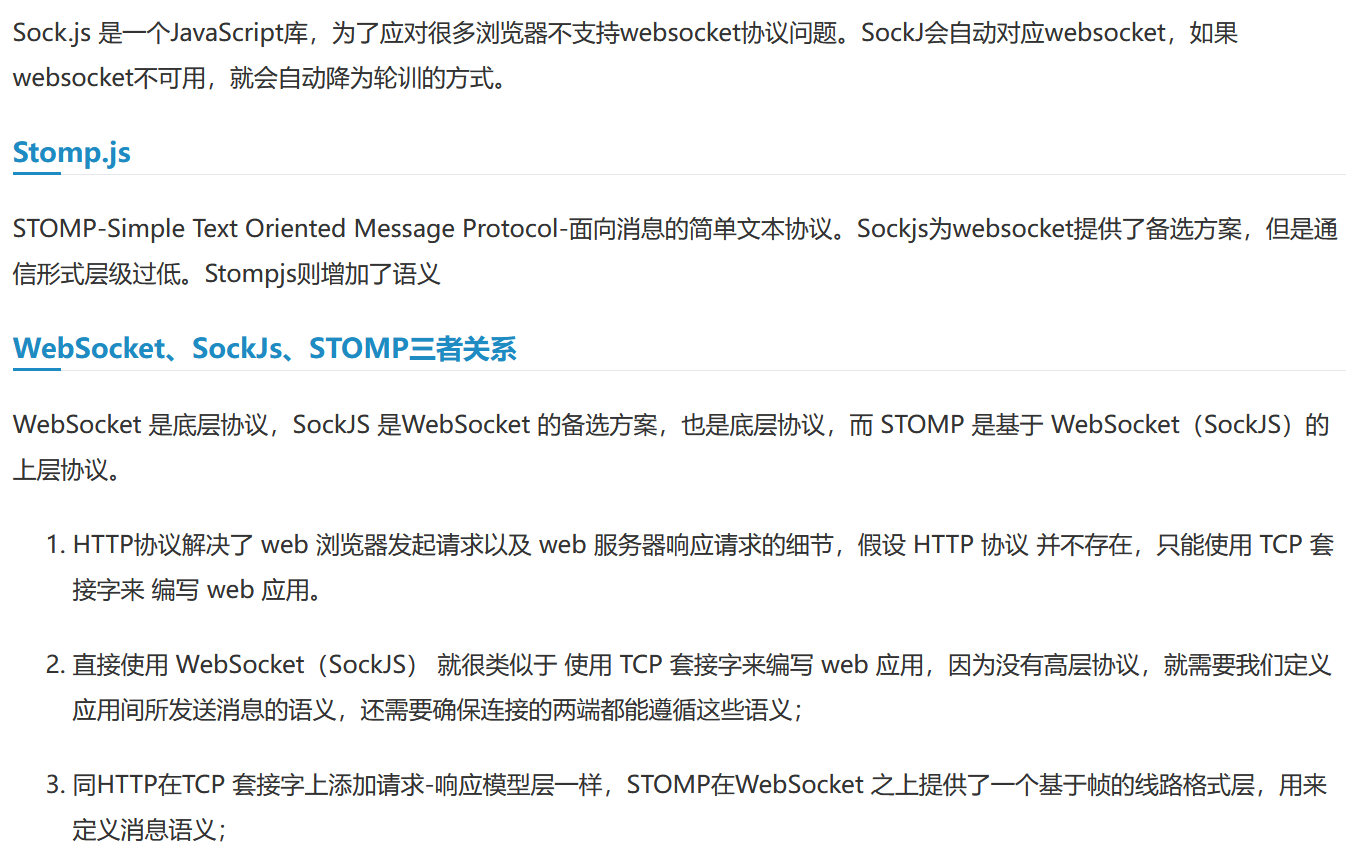 Sock.js 是一个JavaScript库，为了应对很多浏览器不支持websocket协议问题。SockJ会自动对应websocket，如果
websocket不可用，就会自动降为轮训的方式。
Stomp.js
STOMP-Simple Text Oriented Message Protocol-面向消息的简单文本协议。Sockjs为websocket提供了备选方案，但是通
信形式层级过低。Stompjs则增加了语义
WebSocket、SockJs、STOMP三者关系
WebSocket 是底层协议，SockJS 是WebSocket 的备选方案，也是底层协议，而 STOMP 是基于 WebSocket（SockJS）的
上层协议。
1. HTTP协议解决了 web 浏览器发起请求以及 web 服务器响应请求的细节，假设 HTTP 协议 并不存在，只能使用 TCP 套
接字来 编写 web 应用。
2. 直接使用 WebSocket（SockJS） 就很类似于 使用 TCP 套接字来编写 web 应用，因为没有高层协议，就需要我们定义
应用间所发送消息的语义，还需要确保连接的两端都能遵循这些语义；
3. 同HTTP在TCP 套接字上添加请求-响应模型层一样，STOMP在WebSocket 之上提供了一个基于帧的线路格式层，用来
定义消息语义；